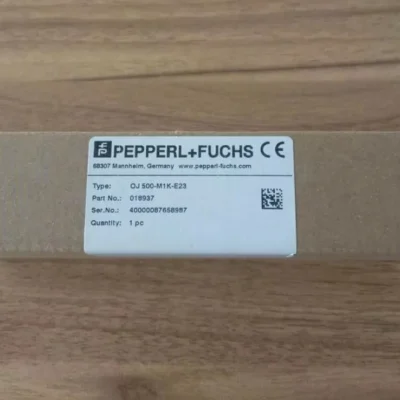 PEPPERL+FUCHS CE
68307 Mannheim, Germany www.pepperl-fuchs.com
Type: OJ 500-M1K-E23
Part No.: 018937
Ser.No.: 40000087658987
Quantity: 1 pc